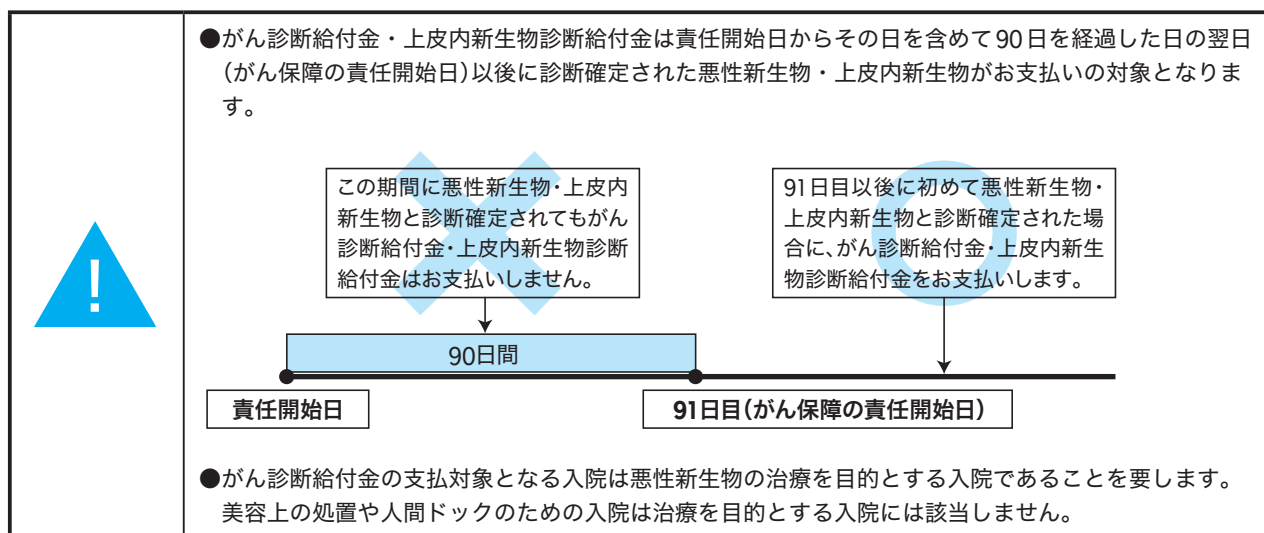 ●がん診断給付金・上皮内新生物診断給付金は責任開始日からその日を含めて90日を経過した日の翌日
(がん保障の責任開始日)以後に診断確定された悪性新生物・上皮内新生物がお支払いの対象となりま
す。
この期間に悪性新生物・上皮内
新生物と診断確定されてもがん
診断給付金・上皮内新生物診断
給付金はお支払いしません。
91日目以後に初めて悪性新生物・
上皮内新生物と診断確定された場
合に、がん診断給付金・上皮内新生
物診断給付金をお支払いします。
!
90日間
責任開始日
91日目(がん保障の責任開始日)
●がん診断給付金の支払対象となる入院は悪性新生物の治療を目的とする入院であることを要します。
美容上の処置や人間ドックのための入院は治療を目的とする入院には該当しません。